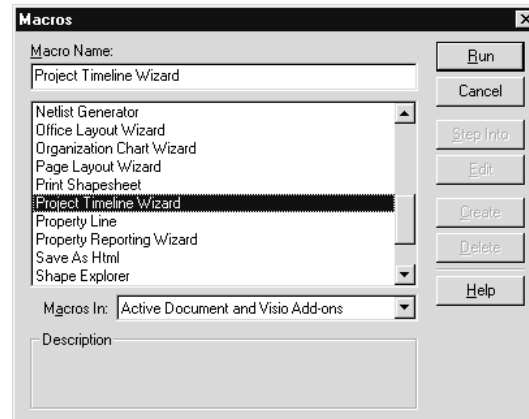 Macros
Macro Name:
Project Timeline Wizard
Netlist Generator
Office Layout Wizard
Organization Chart Wizard
Page Layout Wizard
Print Shapesheet
Project Timeline Wizard
Property Line
Property Reporting Wizard
Save As Html
Shape Explorer
Macros In: Active Document and Visio Add-ons
Description
Run
Cancel
Step Into
Edit
Create
Delete
Help